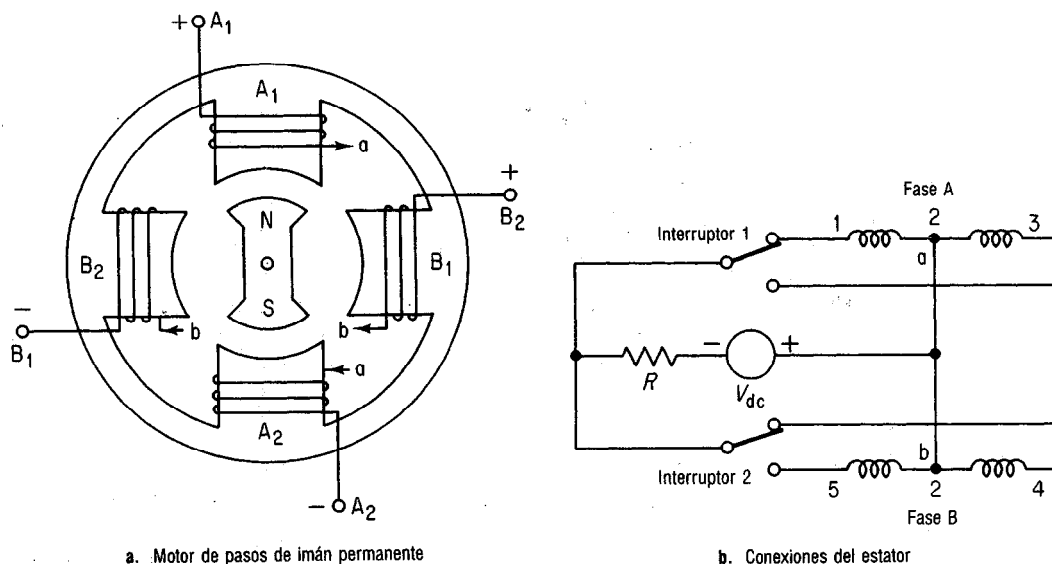 + A1
A1
a
+
B2
N
S
B2
B1
−
B1
b
b
a
A2
− A2
a. Motor de pasos de imán permanente
Fase A
Interruptor 1
1
2
3
a
R
− +
Vdc
Interruptor 2
b
5
2
4
Fase B
b. Conexiones del estator